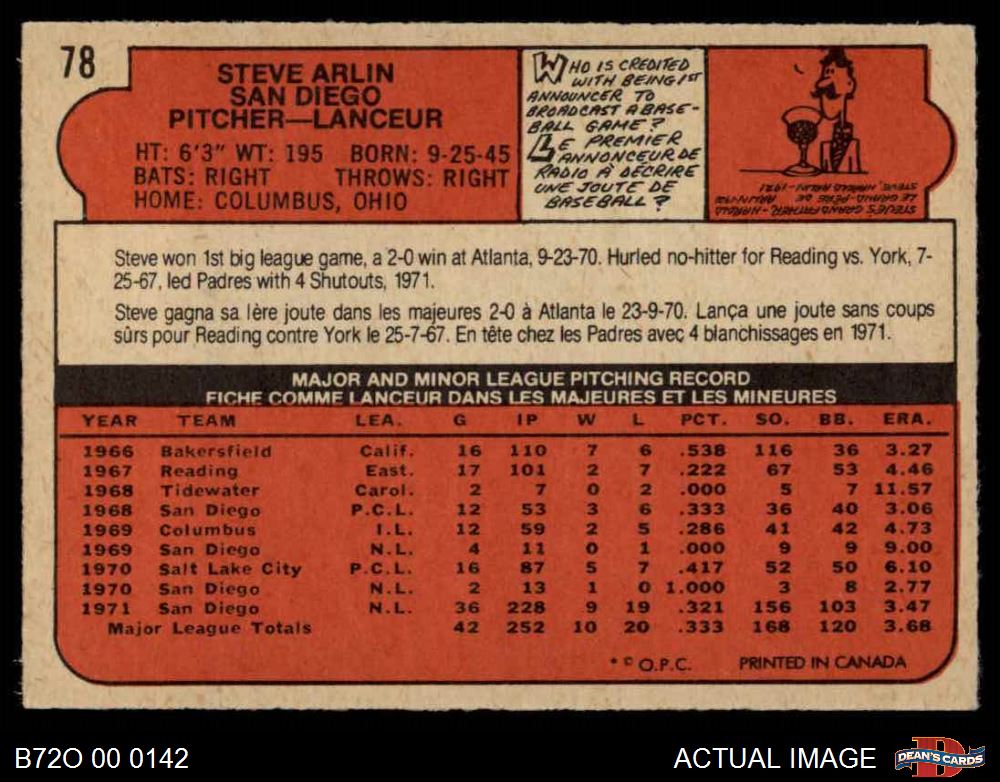 78
STEVE ARLIN
SAN DIEGO
PITCHER—LANCEUR
HT: 6'3" WT: 195 BORN: 9-25-45
BATS: RIGHT THROWS: RIGHT
HOME: COLUMBUS, OHIO
WHO IS CREDITED
WITH BEING 1ST
ANNOUNCER TO
BROADCAST A BASE-
BALL GAME?
LE PREMIER
ANNONCEUR DE
RADIO À DÉCRIRE
UNE JOUTE DE
BASEBALL?
STEVE'S GRANDFATHER—HAROLD
LE GRAND-PÈRE DE
STEVE, HAROLD ARLIN—1921
Steve won 1st big league game, a 2-0 win at Atlanta, 9-23-70. Hurled no-hitter for Reading vs. York, 7-
25-67, led Padres with 4 Shutouts, 1971.
Steve gagna sa lère joute dans les majeures 2-0 à Atlanta le 23-9-70. Lança une joute sans coups
sûrs pour Reading contre York le 25-7-67. En tête chez les Padres avec 4 blanchissages en 1971.
MAJOR AND MINOR LEAGUE PITCHING RECORD
FICHE COMME LANCEUR DANS LES MAJEURES ET LES MINEURES
YEAR TEAM LEA. G IP W L PCT. SO. BB. ERA.
1966 Bakersfield Calif. 16 110 7 6 .538 116 36 3.27
1967 Reading East. 17 101 2 7 .222 67 53 4.46
1968 Tidewater Carol. 2 7 0 2 .000 5 7 11.57
1968 San Diego P.C.L. 12 53 3 6 .333 36 40 3.06
1969 Columbus I.L. 12 59 2 5 .286 41 42 4.73
1969 San Diego N.L. 4 11 0 1 .000 9 9 9.00
1970 Salt Lake City P.C.L. 16 87 5 7 .417 52 50 6.10
1970 San Diego N.L. 2 13 1 0 1.000 3 8 2.77
1971 San Diego N.L. 36 228 9 19 .321 156 103 3.47
Major League Totals 42 252 10 20 .333 168 120 3.68
* © O.P.C. PRINTED IN CANADA
B72O 00 0142
ACTUAL IMAGE
DEAN'S CARDS